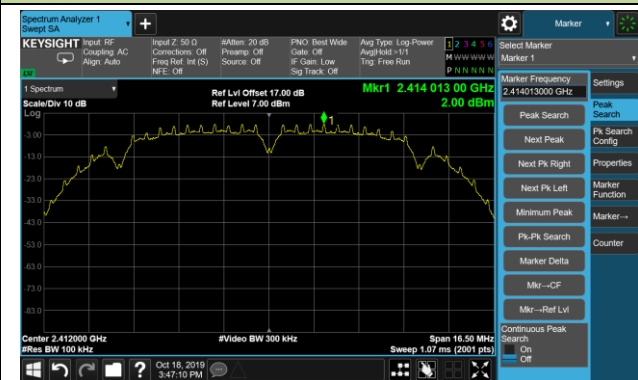 Spectrum Analyzer 1
Swept SA
+
Marker
KEYSIGHT
Input: RF
Coupling: AC
Align: Auto
Input Z: 50 Ω
Corrections: Off
Freq Ref: Int (S)
NFE: Off
#Atten: 20 dB
Preamp: Off
Source: Off
PNO: Best Wide
Gate: Off
IF Gain: Low
Sig Track: Off
Avg Type: Log-Power
Avg|Hold:>1/1
Trig: Free Run
1 2 3 4 5 6
M W W W W W
P N N N N N
LXI
Select Marker
Marker 1
1 Spectrum
Scale/Div 10 dB
Log
Ref Lvl Offset 17.00 dB
Ref Level 7.00 dBm
Mkr1 2.414 013 00 GHz
2.00 dBm
1
-3.00
-13.0
-23.0
-33.0
-43.0
-53.0
-63.0
-73.0
-83.0
Center 2.412000 GHz
#Res BW 100 kHz
#Video BW 300 kHz
Span 16.50 MHz
Sweep 1.07 ms (2001 pts)
Marker Frequency
2.414013000 GHz
Peak Search
Next Peak
Next Pk Right
Next Pk Left
Minimum Peak
Pk-Pk Search
Marker Delta
Mkr→CF
Mkr→Ref Lvl
Continuous Peak
Search
On
Off
Settings
Peak
Search
Pk Search
Config
Properties
Marker
Function
Marker→
Counter
?
Oct 18, 2019
3:47:10 PM